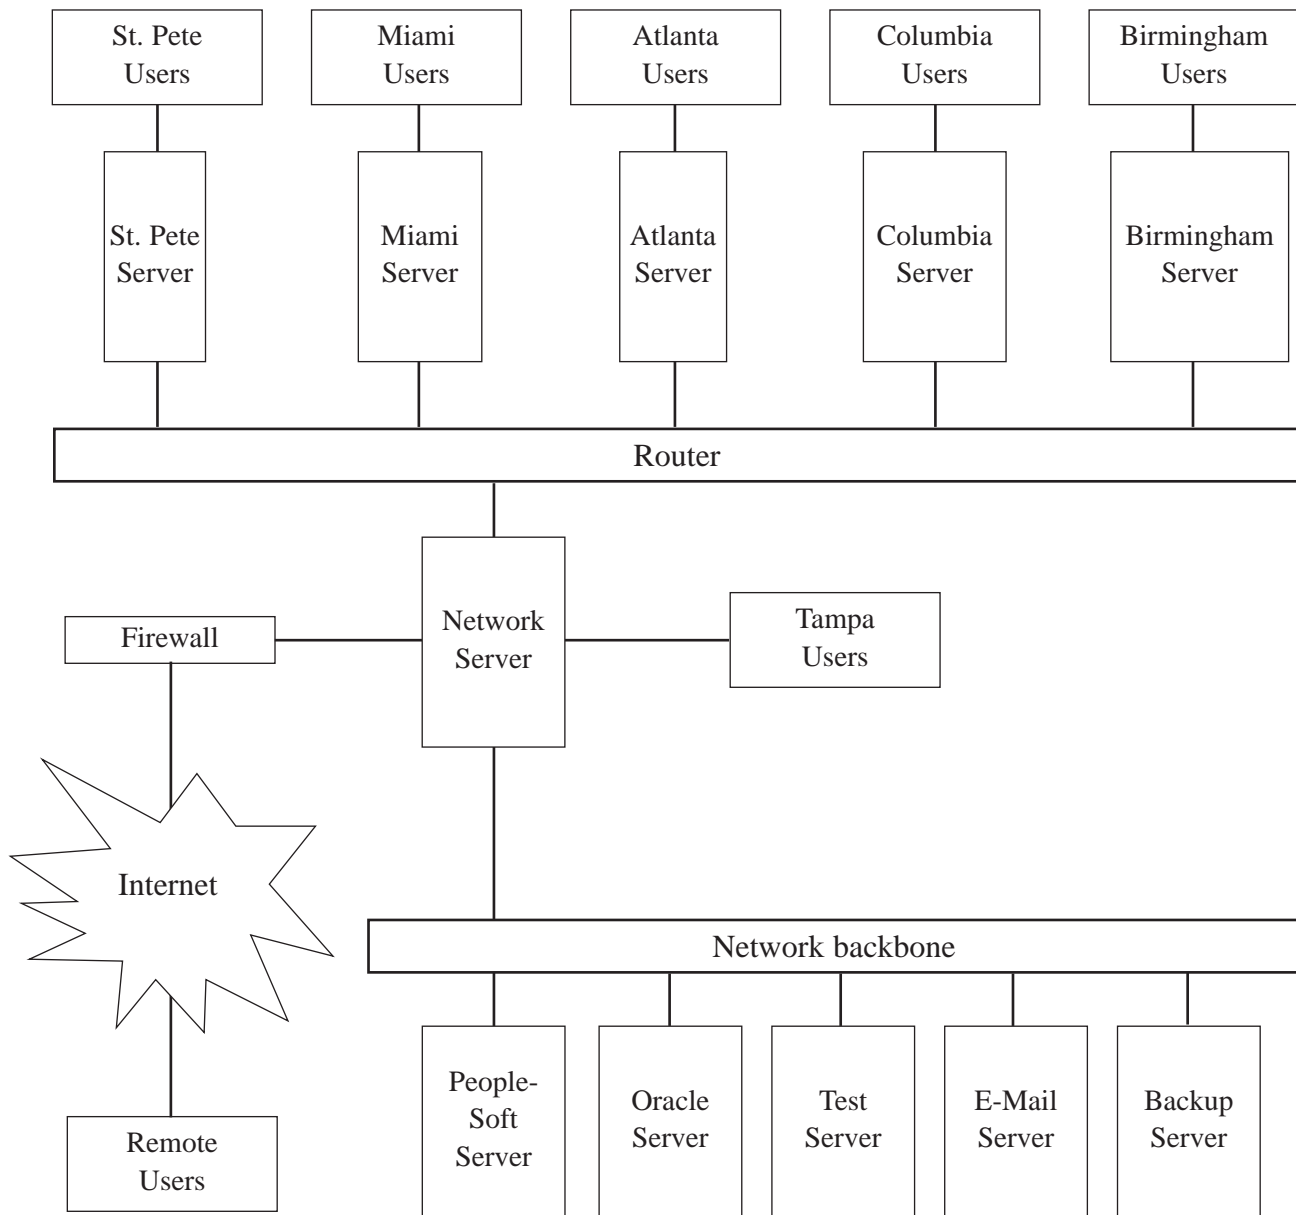 St. Pete
Users
Miami
Users
Atlanta
Users
Columbia
Users
Birmingham
Users
St. Pete
Server
Miami
Server
Atlanta
Server
Columbia
Server
Birmingham
Server
Router
Network
Server
Tampa
Users
Firewall
Internet
Network backbone
People-
Soft
Server
Oracle
Server
Test
Server
E-Mail
Server
Backup
Server
Remote
Users